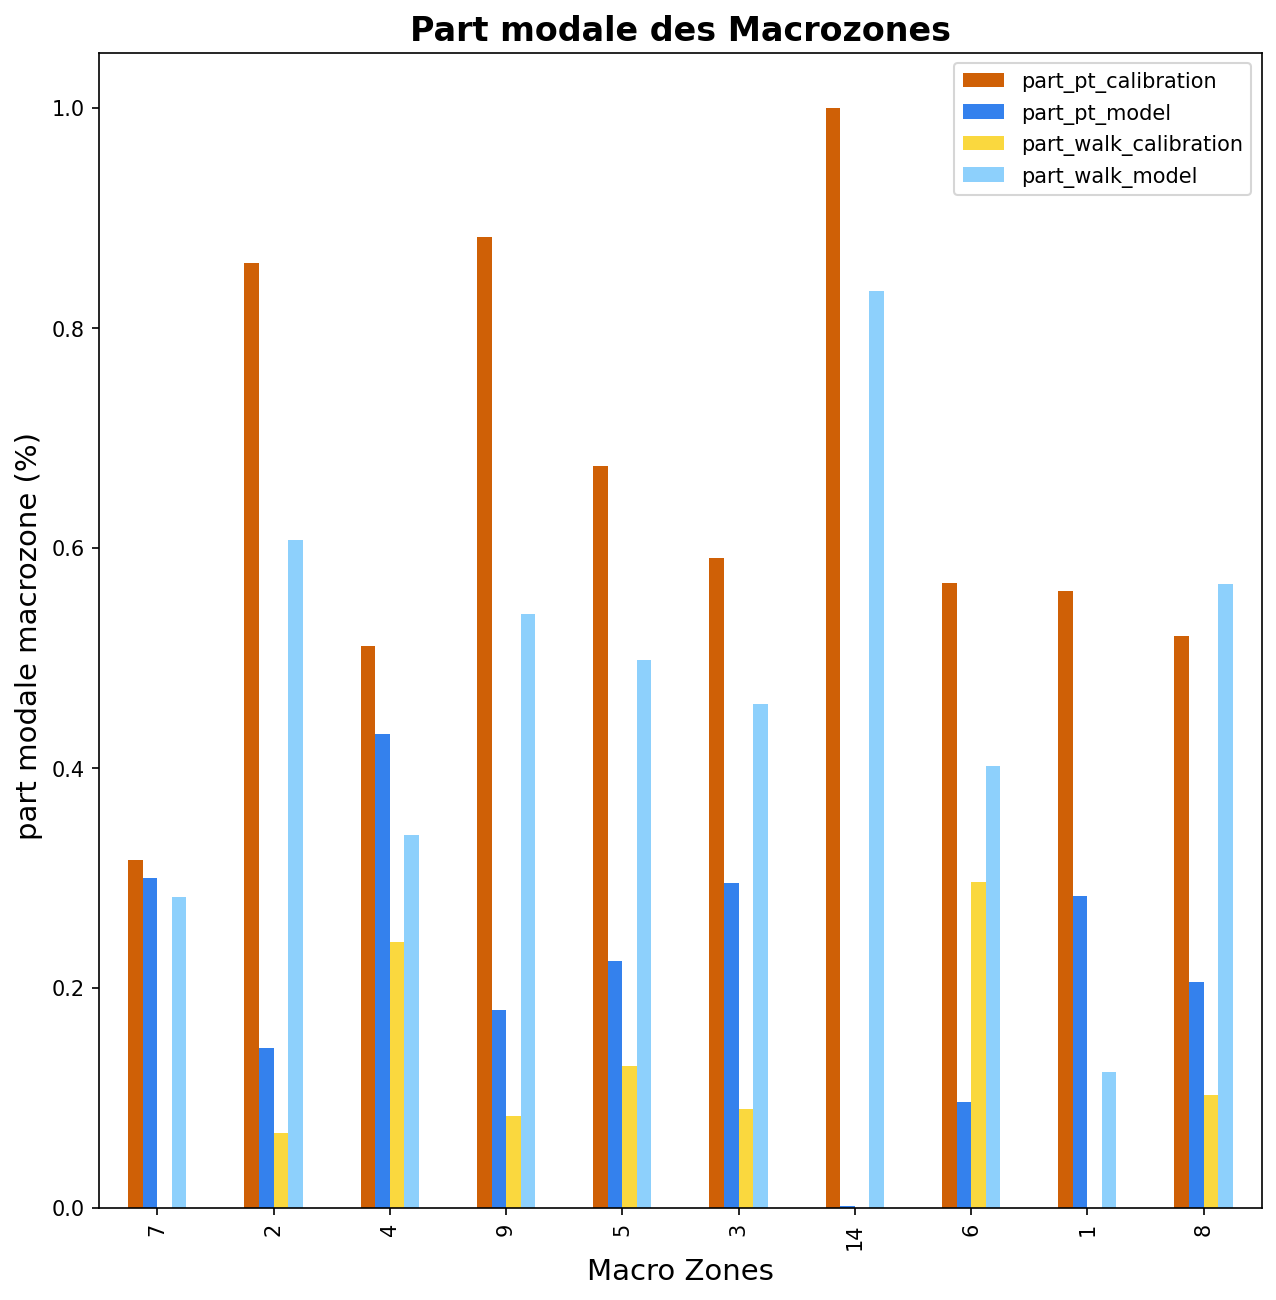 Part modale des Macrozones
part_pt_calibration
part_pt_model
part_walk_calibration
part_walk_model
1.0
0.8
0.6
0.4
0.2
0.0
part modale macrozone (%)
7 2 4 9 5 3 14 6 1 8
Macro Zones